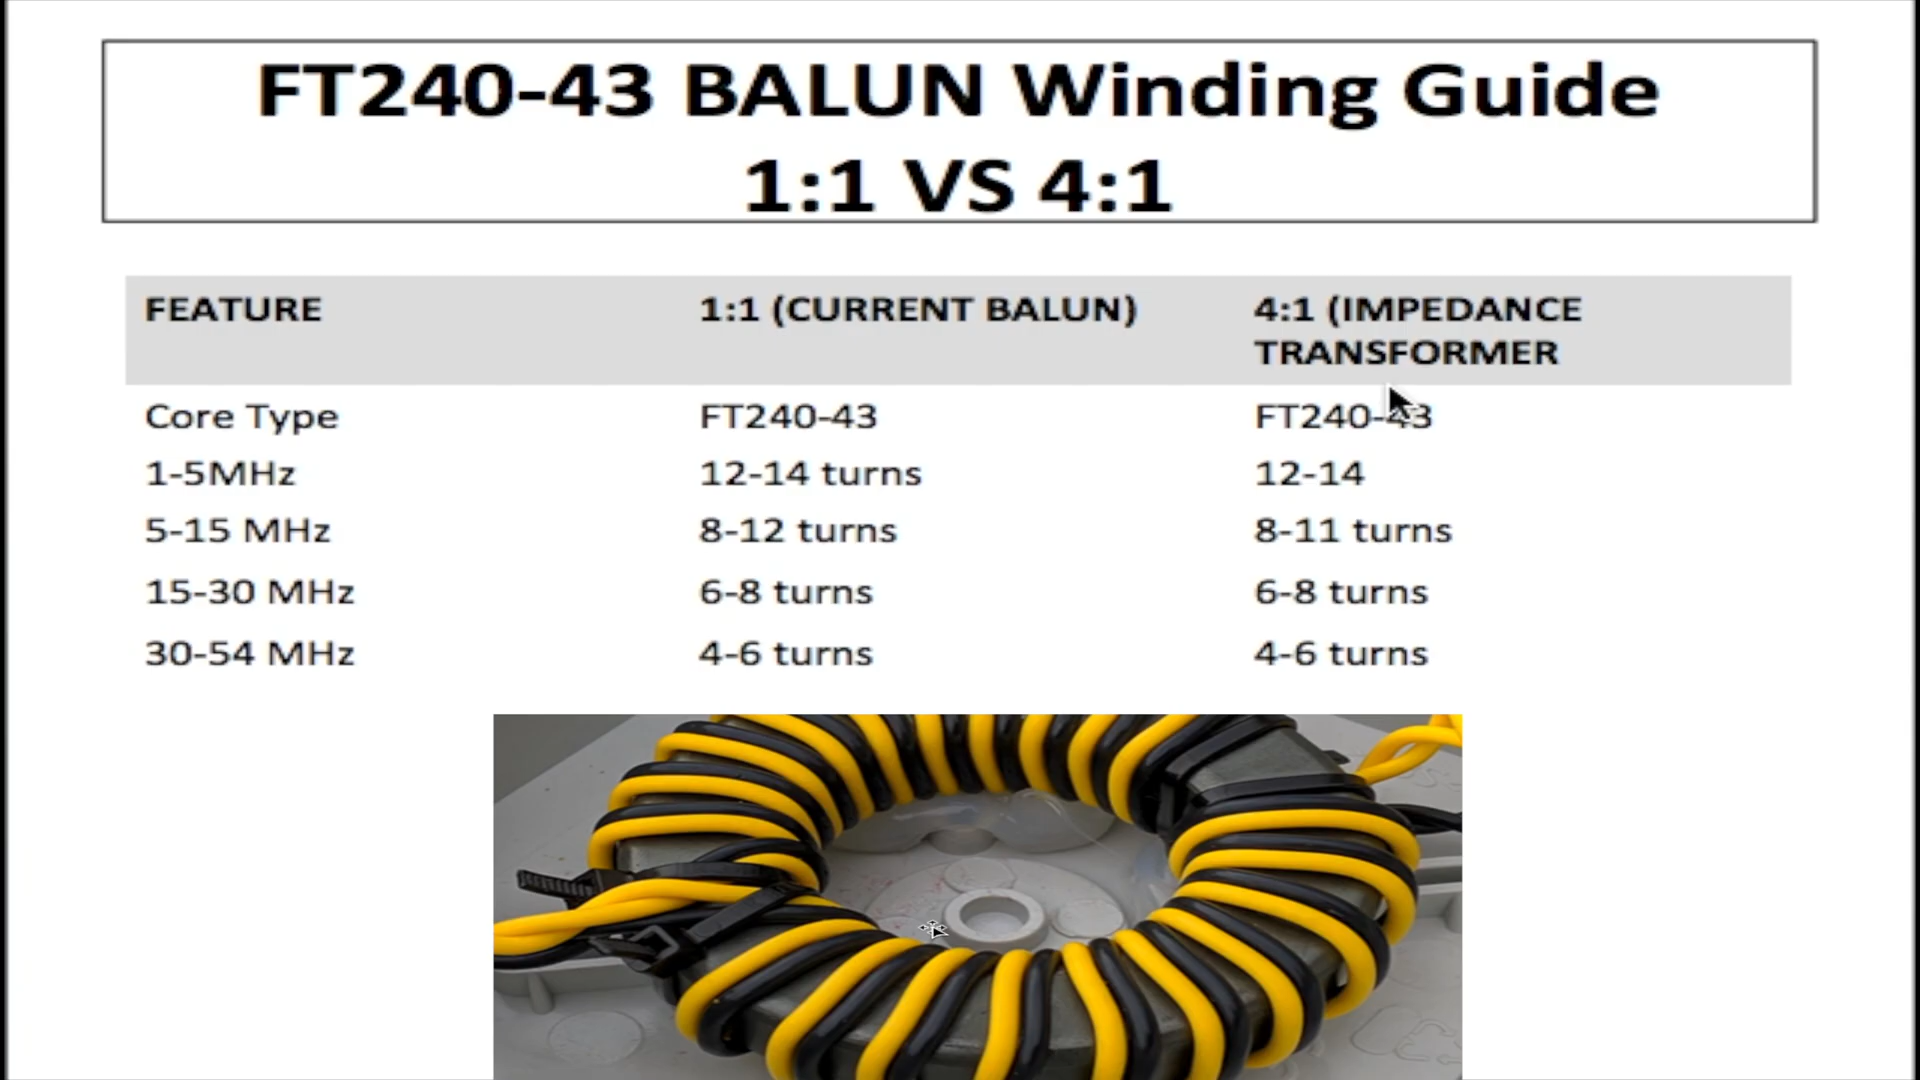 FT240-43 BALUN Winding Guide
1:1 VS 4:1
FEATURE 1:1 (CURRENT BALUN) 4:1 (IMPEDANCE
TRANSFORMER
Core Type FT240-43 FT240-43
1-5MHz 12-14 turns 12-14
5-15 MHz 8-12 turns 8-11 turns
15-30 MHz 6-8 turns 6-8 turns
30-54 MHz 4-6 turns 4-6 turns